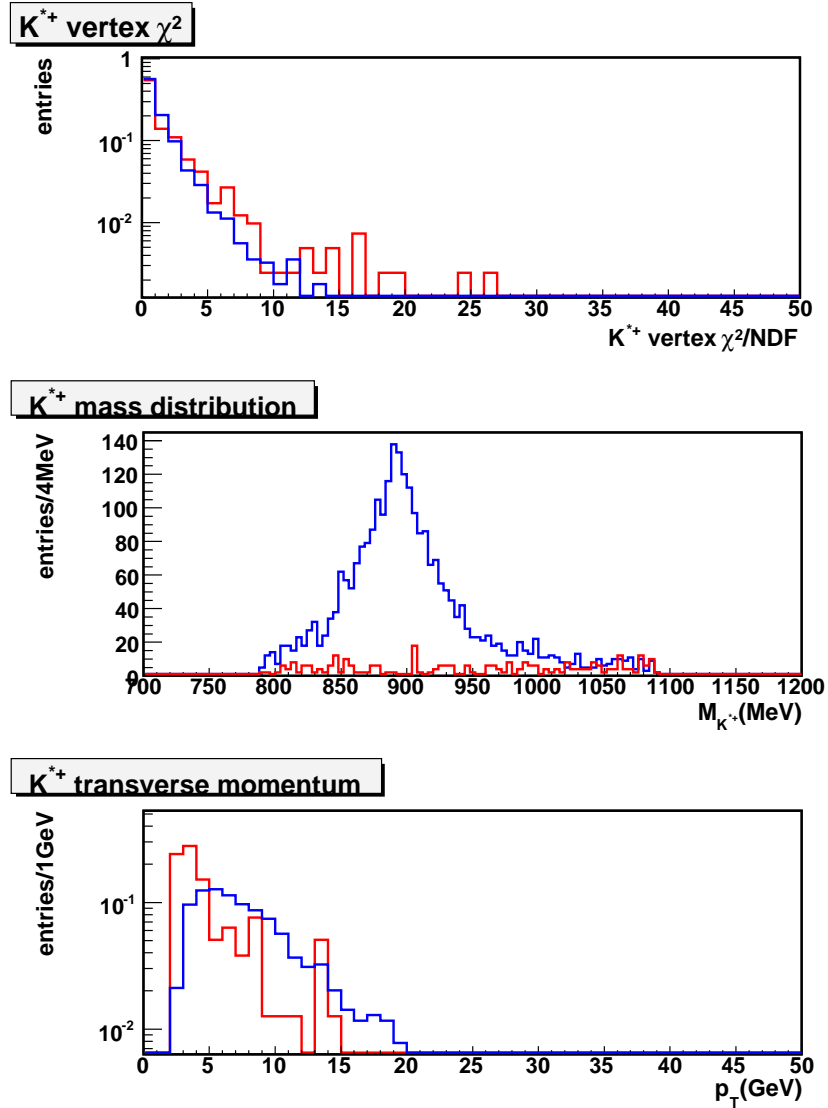 K*+ vertex χ²
entries
1
10-1
10-2
0 5 10 15 20 25 30 35 40 45 50
K*+ vertex χ²/NDF
K*+ mass distribution
entries/4MeV
140
120
100
80
60
40
20
0
700 750 800 850 900 950 1000 1050 1100 1150 1200
MK*+(MeV)
K*+ transverse momentum
entries/1GeV
10-1
10-2
0 5 10 15 20 25 30 35 40 45 50
pT(GeV)